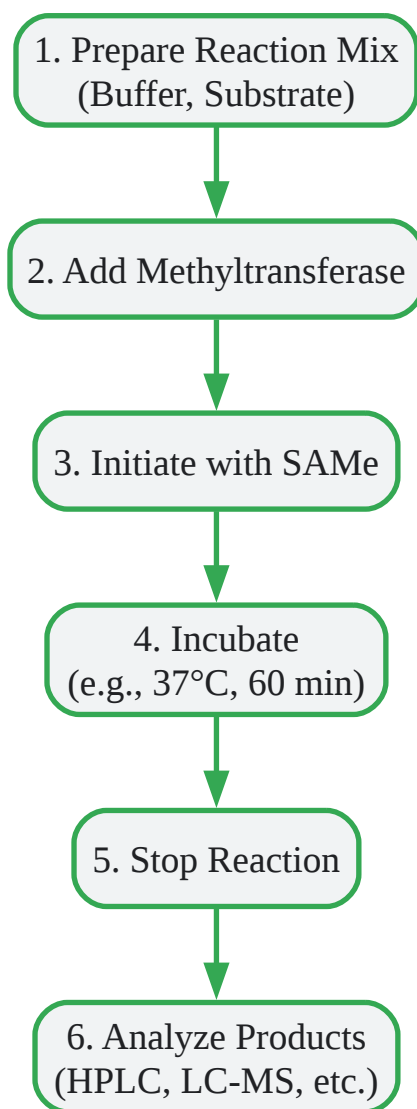 1. Prepare Reaction Mix
(Buffer, Substrate)
2. Add Methyltransferase
3. Initiate with SAMe
4. Incubate
(e.g., 37°C, 60 min)
5. Stop Reaction
6. Analyze Products
(HPLC, LC-MS, etc.)